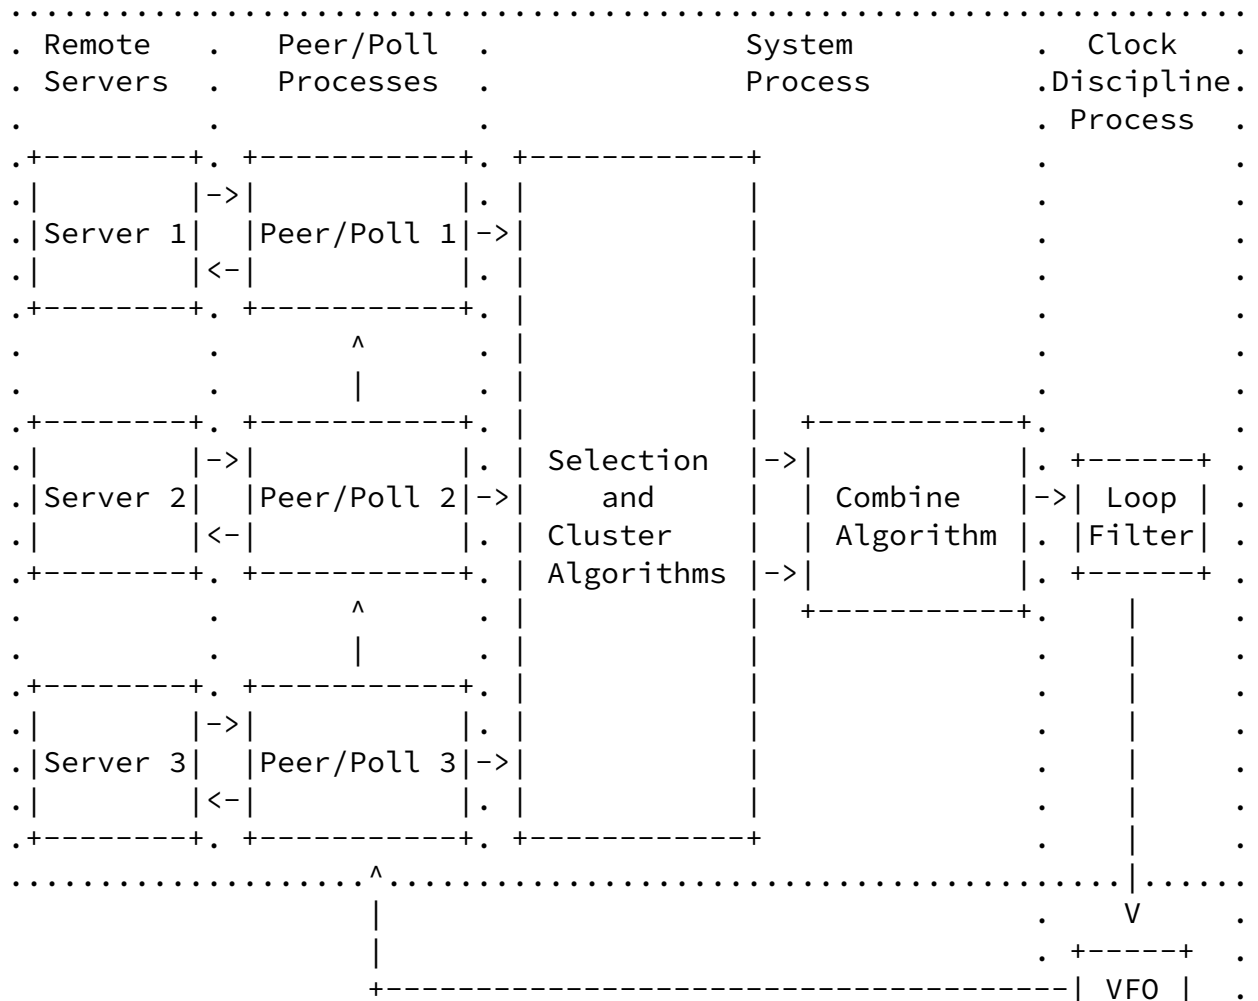 Remote Peer/Poll System Clock
Servers Processes Process Discipline
Process
Server 1 Peer/Poll 1
Selection
Server 2 Peer/Poll 2 and Combine Loop
Cluster Algorithm Filter
Algorithms
Server 3 Peer/Poll 3
V
VFO